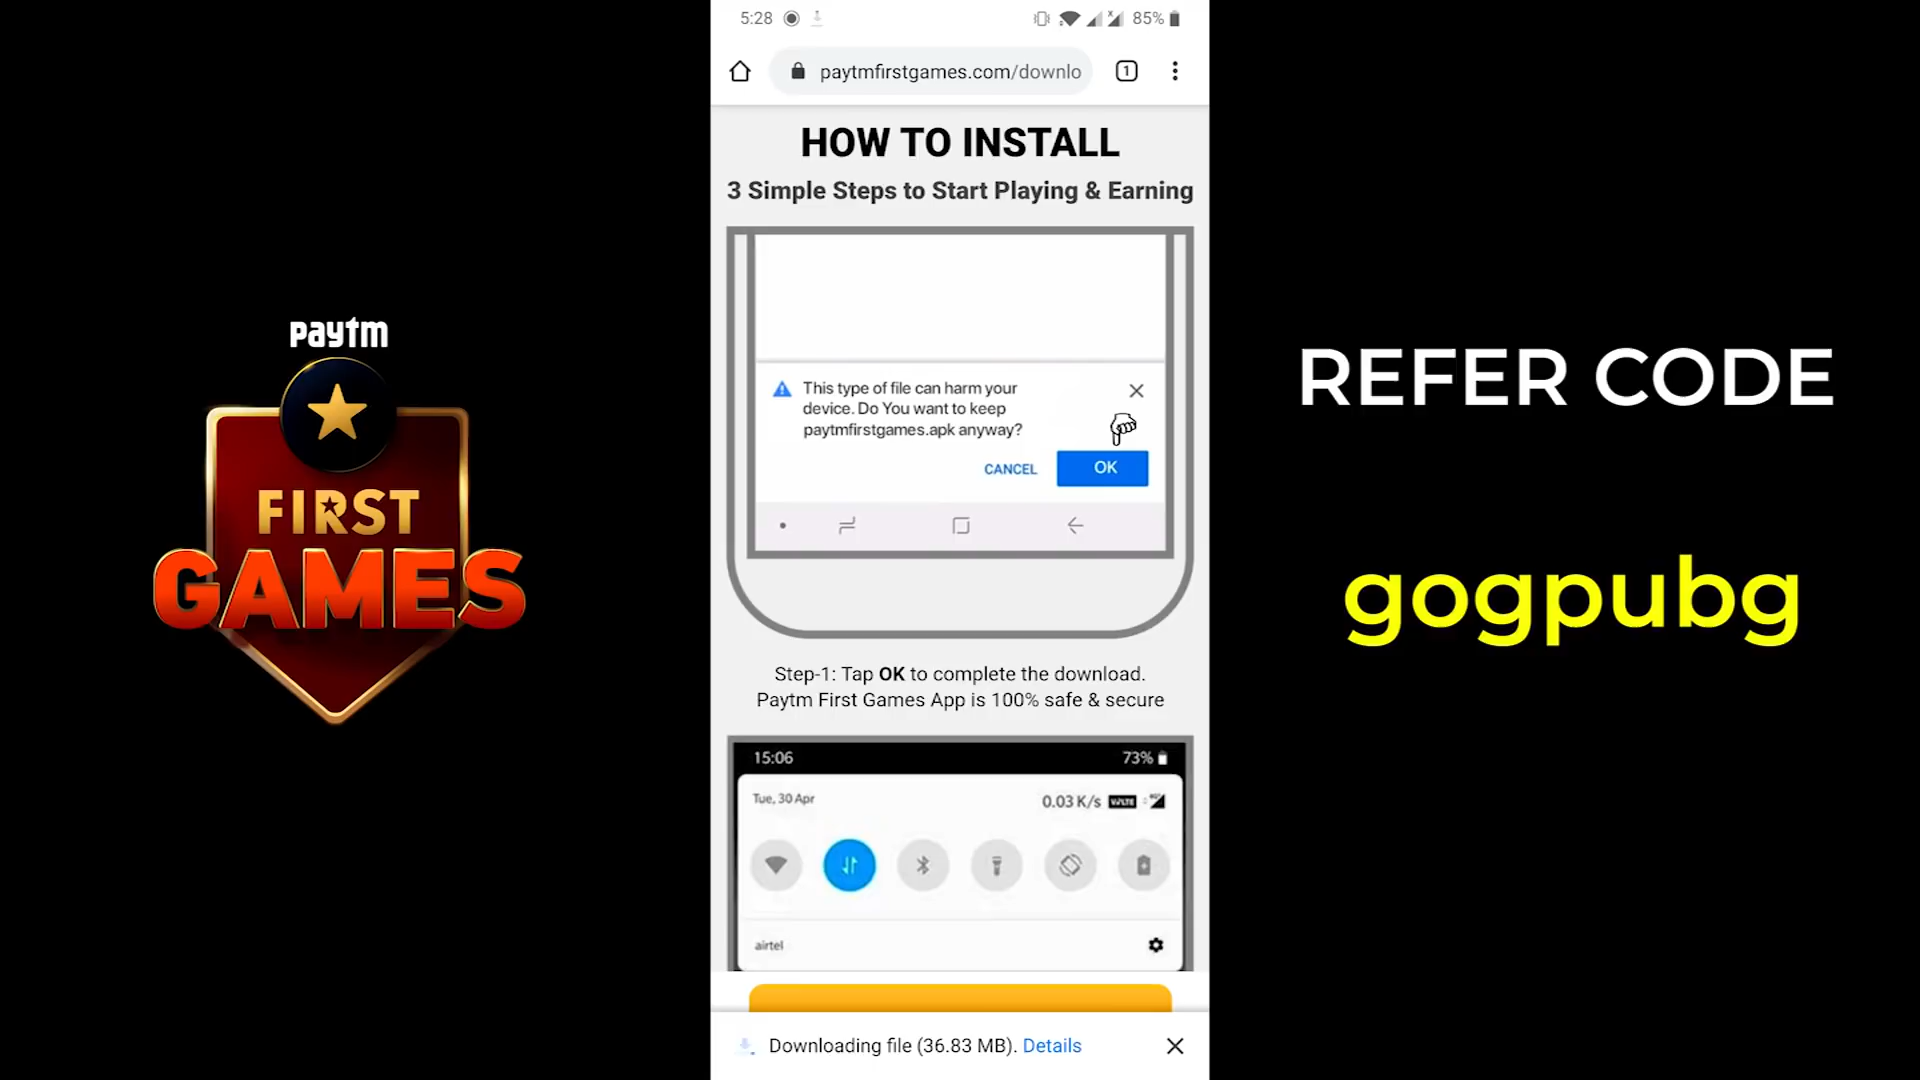 paytm
FIRST
GAMES
5:28
85%
paytmfirstgames.com/downlo
1
HOW TO INSTALL
3 Simple Steps to Start Playing & Earning
This type of file can harm your
device. Do You want to keep
paytmfirstgames.apk anyway?
CANCEL
OK
Step-1: Tap OK to complete the download.
Paytm First Games App is 100% safe & secure
15:06
73%
Tue, 30 Apr
0.03 K/s
VoLTE
airtel
Downloading file (36.83 MB). Details
REFER CODE
gogpubg